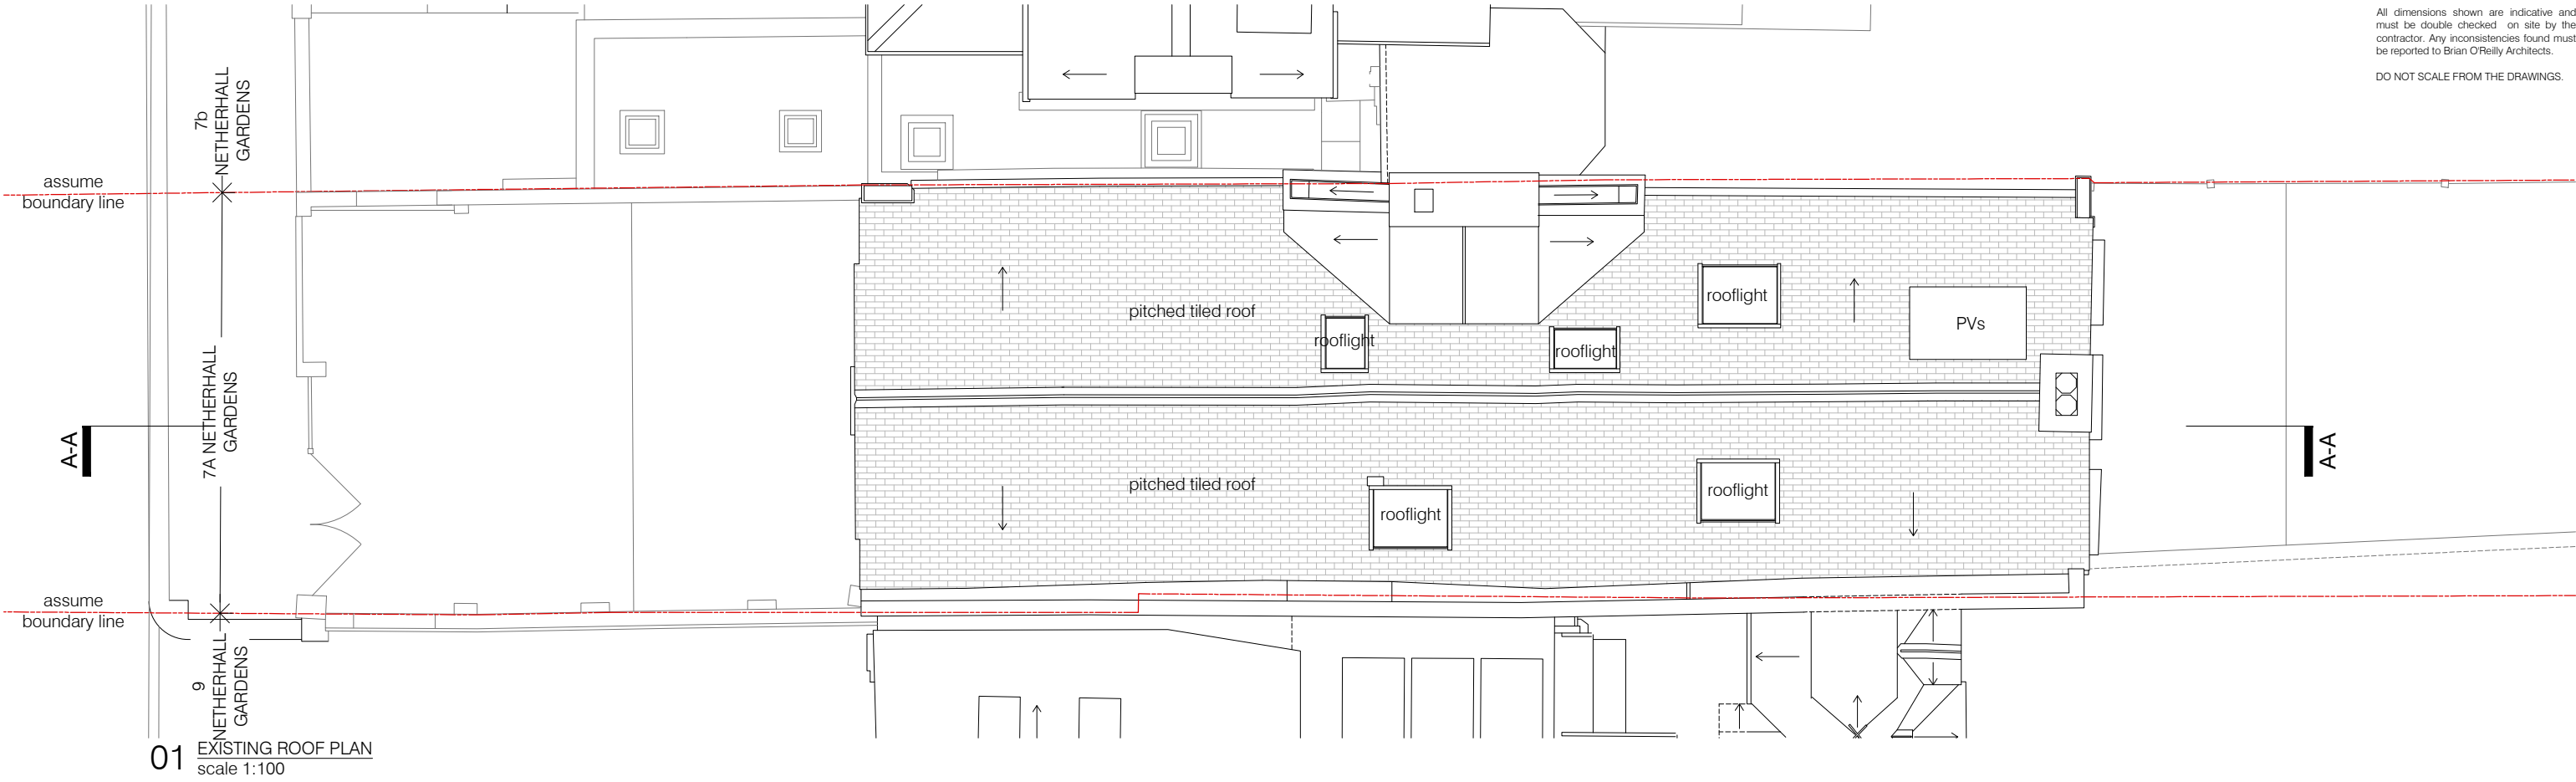 All dimensions shown are indicative and
must be double checked on site by the
contractor. Any inconsistencies found must
be reported to Brian O'Reilly Architects.
DO NOT SCALE FROM THE DRAWINGS.
7b
NETHERHALL
GARDENS
assume
boundary line
7A NETHERHALL
GARDENS
A-A
pitched tiled roof
rooflight
rooflight
rooflight
PVs
pitched tiled roof
rooflight
rooflight
A-A
assume
boundary line
9
NETHERHALL
GARDENS
01
EXISTING ROOF PLAN
scale 1:100